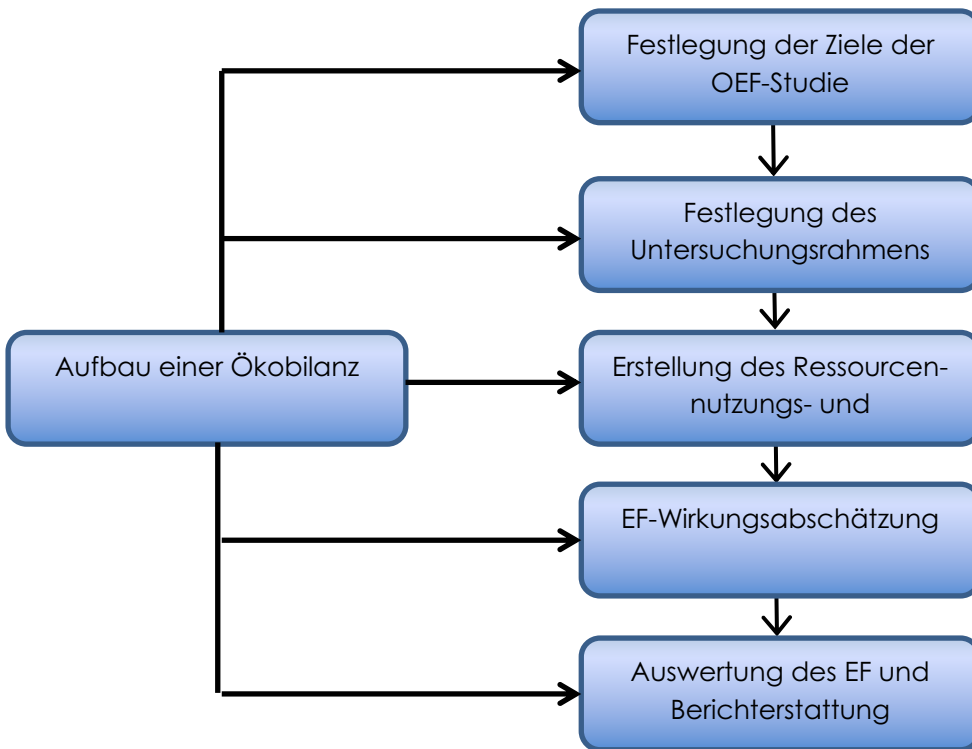 Festlegung der Ziele der
OEF-Studie
Festlegung des
Untersuchungsrahmens
Aufbau einer Ökobilanz
Erstellung des Ressourcen-
nutzungs- und
EF-Wirkungsabschätzung
Auswertung des EF und
Berichterstattung